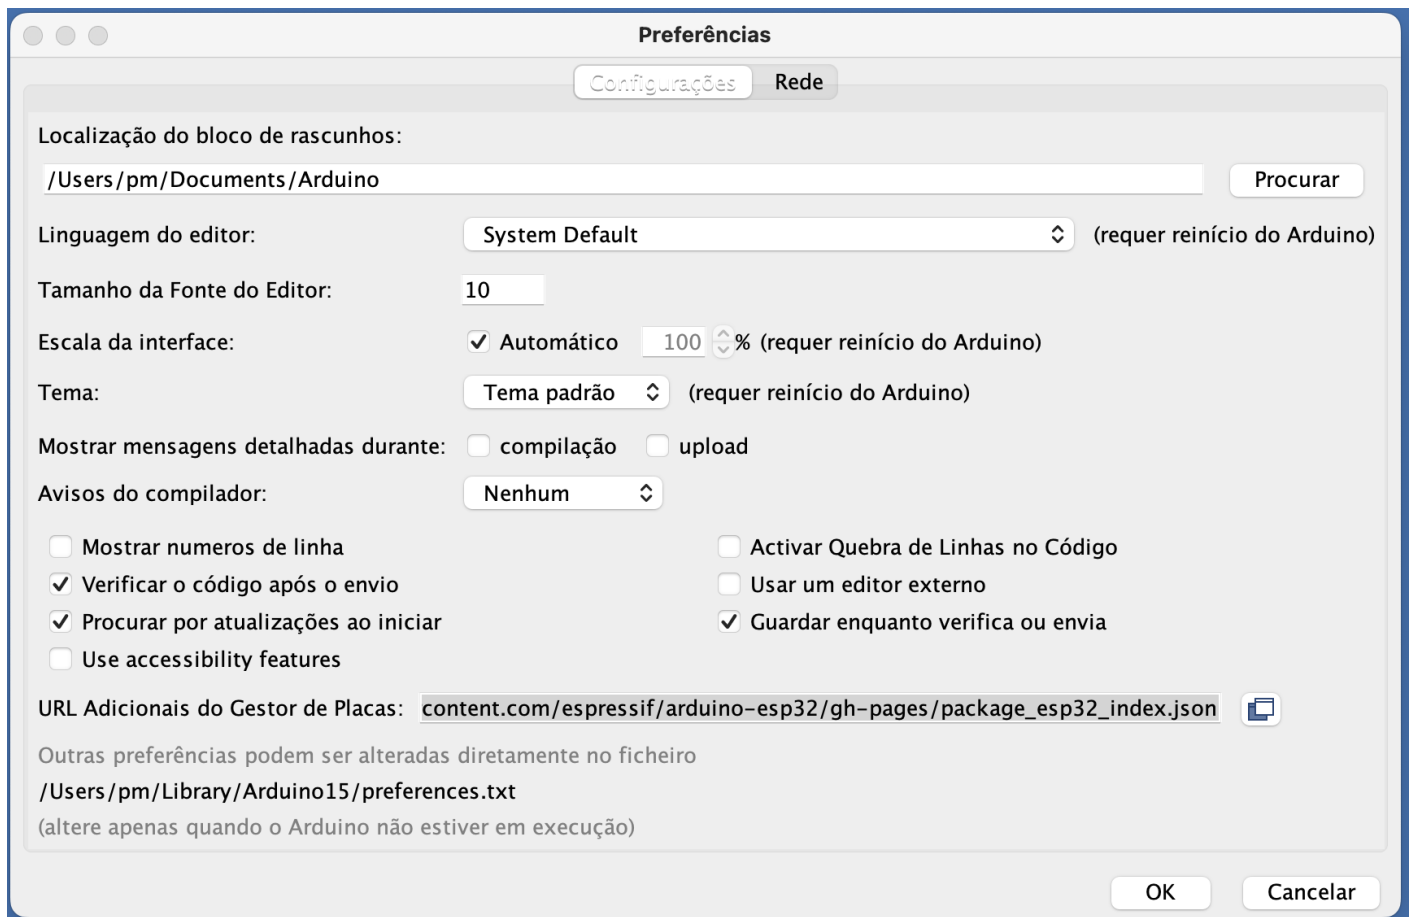 Preferências
Configurações Rede
Localização do bloco de rascunhos:
/Users/pm/Documents/Arduino Procurar
Linguagem do editor: System Default (requer reinício do Arduino)
Tamanho da Fonte do Editor: 10
Escala da interface: Automático 100 % (requer reinício do Arduino)
Tema: Tema padrão (requer reinício do Arduino)
Mostrar mensagens detalhadas durante: compilação upload
Avisos do compilador: Nenhum
Mostrar numeros de linha Activar Quebra de Linhas no Código
Verificar o código após o envio Usar um editor externo
Procurar por atualizações ao iniciar Guardar enquanto verifica ou envia
Use accessibility features
URL Adicionais do Gestor de Placas: content.com/espressif/arduino-esp32/gh-pages/package_esp32_index.json
Outras preferências podem ser alteradas diretamente no ficheiro
/Users/pm/Library/Arduino15/preferences.txt
(altere apenas quando o Arduino não estiver em execução)
OK Cancelar